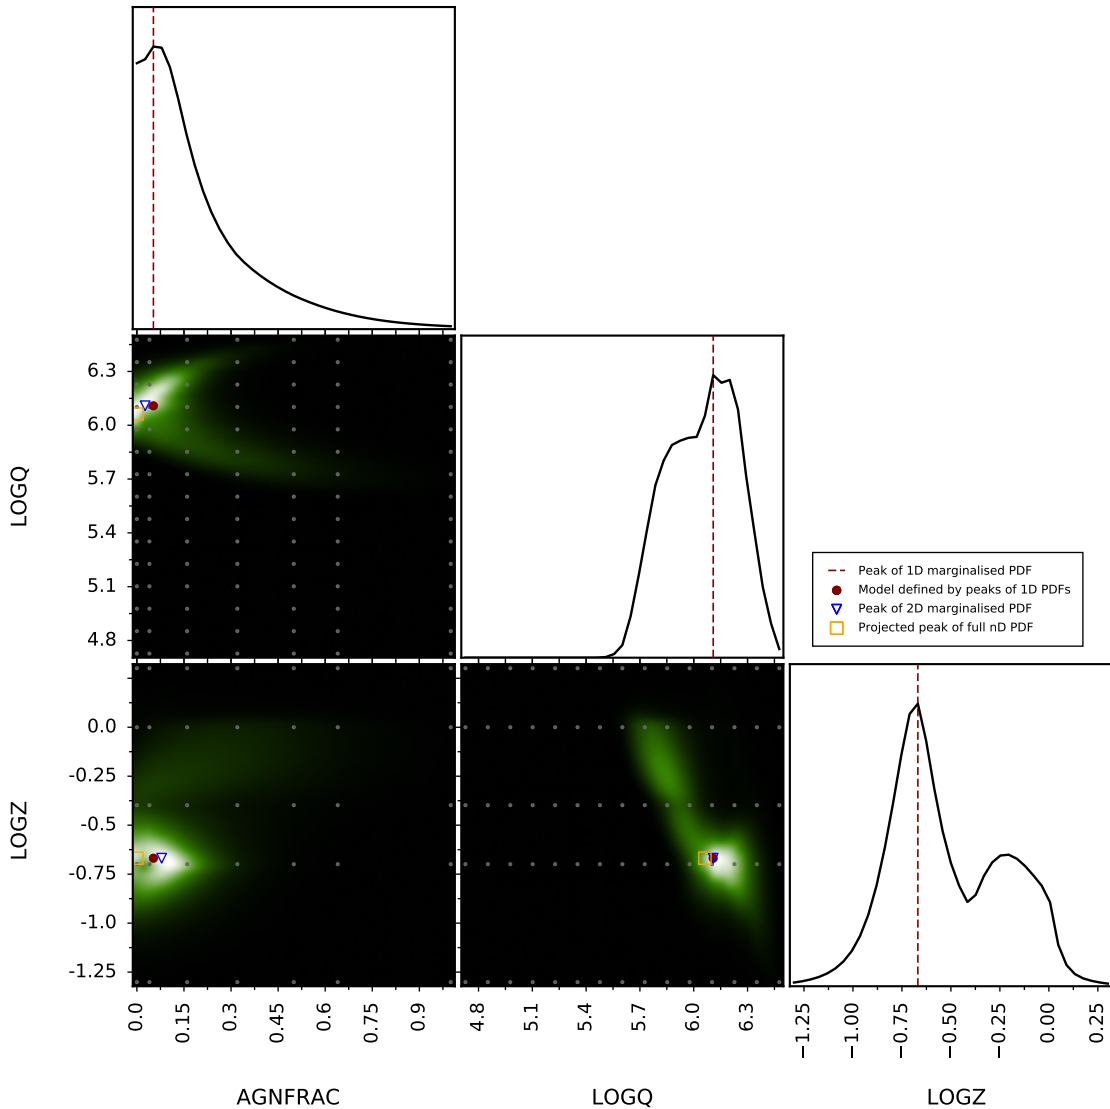 LOGQ
6.3
6.0
5.7
5.4
5.1
4.8
-- Peak of 1D marginalised PDF
Model defined by peaks of 1D PDFs
Peak of 2D marginalised PDF
Projected peak of full nD PDF
LOGZ
0.0
-0.25
-0.5
-0.75
-1.0
-1.25
0.0 0.15 0.3 0.45 0.6 0.75 0.9
4.8 5.1 5.4 5.7 6.0 6.3
−1.25 −1.00 −0.75 −0.50 −0.25 0.00 0.25
AGNFRAC LOGQ LOGZ